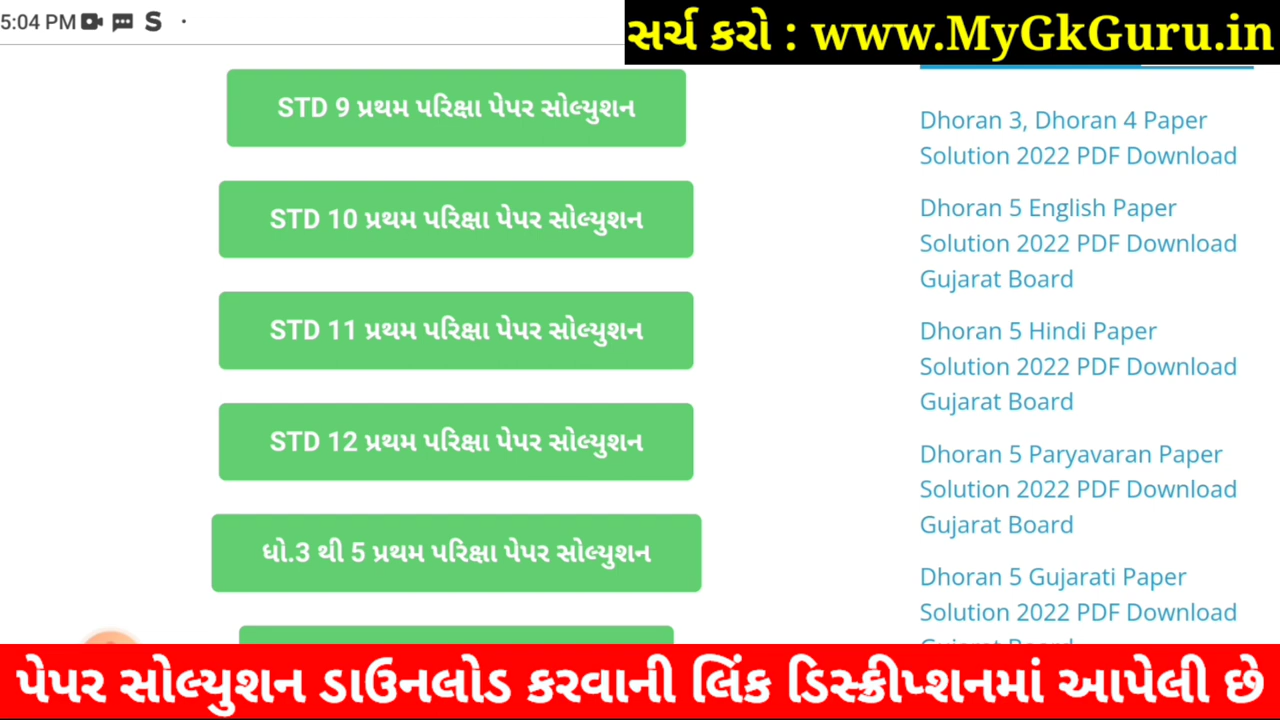 5:04 PM
સર્ચ કરો : www.MyGkGuru.in
STD 9 પ્રથમ પરિક્ષા પેપર સોલ્યુશન
STD 10 પ્રથમ પરિક્ષા પેપર સોલ્યુશન
STD 11 પ્રથમ પરિક્ષા પેપર સોલ્યુશન
STD 12 પ્રથમ પરિક્ષા પેપર સોલ્યુશન
ધો.3 થી 5 પ્રથમ પરિક્ષા પેપર સોલ્યુશન
Dhoran 3, Dhoran 4 Paper
Solution 2022 PDF Download
Dhoran 5 English Paper
Solution 2022 PDF Download
Gujarat Board
Dhoran 5 Hindi Paper
Solution 2022 PDF Download
Gujarat Board
Dhoran 5 Paryavaran Paper
Solution 2022 PDF Download
Gujarat Board
Dhoran 5 Gujarati Paper
Solution 2022 PDF Download
પેપર સોલ્યુશન ડાઉનલોડ કરવાની લિંક ડિસ્ક્રીપ્શનમાં આપેલી છે